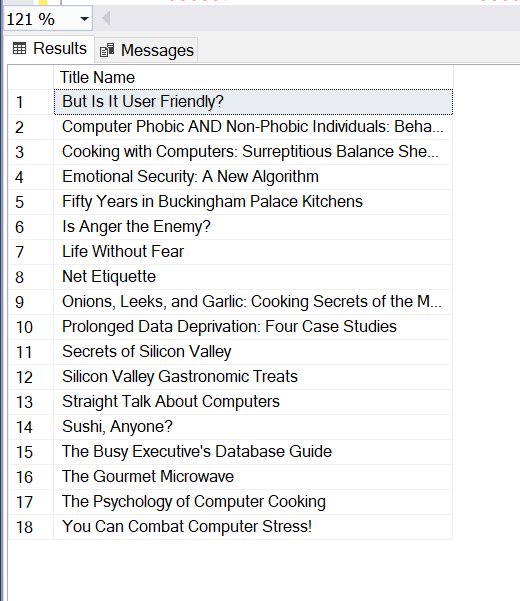 121 %
Results Messages
Title Name
1 But Is It User Friendly?
2 Computer Phobic AND Non-Phobic Individuals: Beha...
3 Cooking with Computers: Surreptitious Balance She...
4 Emotional Security: A New Algorithm
5 Fifty Years in Buckingham Palace Kitchens
6 Is Anger the Enemy?
7 Life Without Fear
8 Net Etiquette
9 Onions, Leeks, and Garlic: Cooking Secrets of the M...
10 Prolonged Data Deprivation: Four Case Studies
11 Secrets of Silicon Valley
12 Silicon Valley Gastronomic Treats
13 Straight Talk About Computers
14 Sushi, Anyone?
15 The Busy Executive's Database Guide
16 The Gourmet Microwave
17 The Psychology of Computer Cooking
18 You Can Combat Computer Stress!